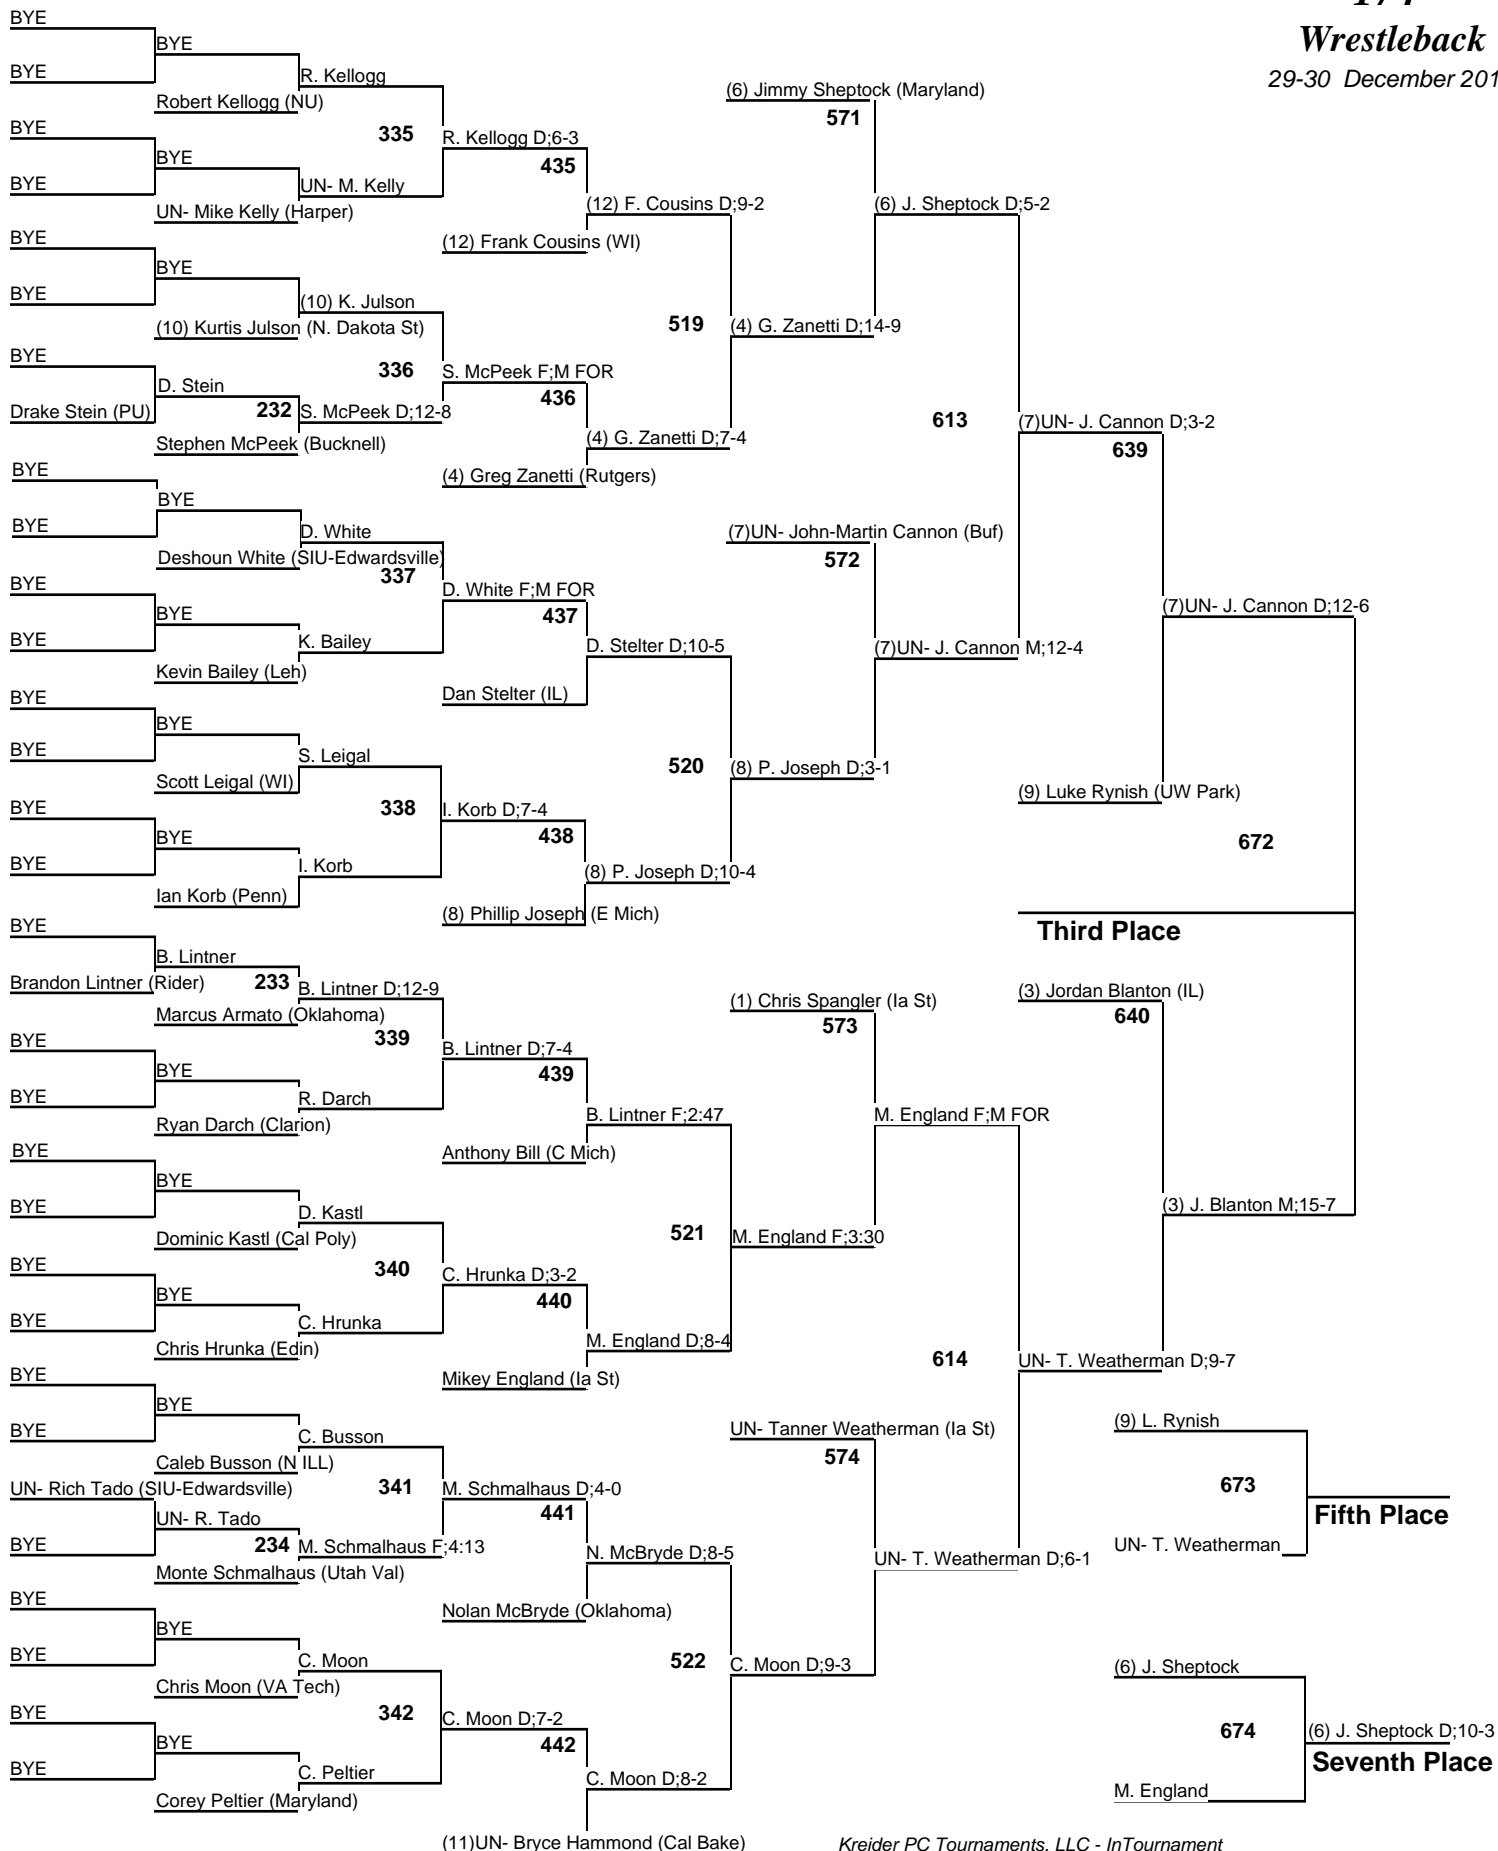 Wrestleback
29-30 December 201
BYE
BYE
BYE
R. Kellogg
Robert Kellogg (NU)
335
BYE
BYE
BYE
UN- M. Kelly
UN- Mike Kelly (Harper)
R. Kellogg D;6-3
435
(12) F. Cousins D;9-2
(12) Frank Cousins (WI)
BYE
BYE
BYE
(10) K. Julson
(10) Kurtis Julson (N. Dakota St)
336
BYE
D. Stein
Drake Stein (PU)
232
S. McPeek D;12-8
Stephen McPeek (Bucknell)
S. McPeek F;M FOR
436
(4) G. Zanetti D;7-4
(4) Greg Zanetti (Rutgers)
519
(4) G. Zanetti D;14-9
(6) Jimmy Sheptock (Maryland)
571
(6) J. Sheptock D;5-2
613
(7)UN- J. Cannon D;3-2
639
BYE
BYE
BYE
D. White
Deshoun White (SIU-Edwardsville)
337
BYE
BYE
BYE
K. Bailey
Kevin Bailey (Leh)
D. White F;M FOR
437
D. Stelter D;10-5
Dan Stelter (IL)
(7)UN- John-Martin Cannon (Buf)
572
(7)UN- J. Cannon M;12-4
(7)UN- J. Cannon D;12-6
BYE
BYE
BYE
S. Leigal
Scott Leigal (WI)
338
BYE
BYE
BYE
I. Korb
Ian Korb (Penn)
I. Korb D;7-4
438
(8) P. Joseph D;10-4
(8) Phillip Joseph (E Mich)
520
(8) P. Joseph D;3-1
(9) Luke Rynish (UW Park)
672
Third Place
BYE
B. Lintner
Brandon Lintner (Rider)
233
B. Lintner D;12-9
Marcus Armato (Oklahoma)
339
BYE
BYE
BYE
R. Darch
Ryan Darch (Clarion)
B. Lintner D;7-4
439
B. Lintner F;2:47
Anthony Bill (C Mich)
(1) Chris Spangler (Ia St)
573
(3) Jordan Blanton (IL)
640
M. England F;M FOR
BYE
BYE
BYE
D. Kastl
Dominic Kastl (Cal Poly)
340
BYE
BYE
BYE
C. Hrunka
Chris Hrunka (Edin)
C. Hrunka D;3-2
440
M. England D;8-4
Mikey England (Ia St)
521
M. England F;3:30
(3) J. Blanton M;15-7
614
UN- T. Weatherman D;9-7
BYE
BYE
BYE
C. Busson
Caleb Busson (N ILL)
UN- Rich Tado (SIU-Edwardsville)
341
UN- R. Tado
BYE
234
M. Schmalhaus F;4:13
Monte Schmalhaus (Utah Val)
M. Schmalhaus D;4-0
441
N. McBryde D;8-5
Nolan McBryde (Oklahoma)
UN- Tanner Weatherman (Ia St)
574
UN- T. Weatherman D;6-1
(9) L. Rynish
673
Fifth Place
UN- T. Weatherman
BYE
BYE
BYE
C. Moon
Chris Moon (VA Tech)
342
BYE
BYE
BYE
C. Peltier
Corey Peltier (Maryland)
C. Moon D;7-2
442
C. Moon D;8-2
(11)UN- Bryce Hammond (Cal Bake)
522
C. Moon D;9-3
(6) J. Sheptock
674
(6) J. Sheptock D;10-3
Seventh Place
M. England
Kreider PC Tournaments, LLC - InTournament